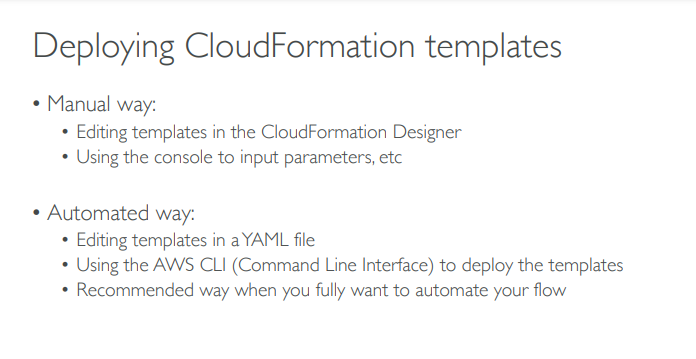 Deploying CloudFormation templates
• Manual way:
• Editing templates in the CloudFormation Designer
• Using the console to input parameters, etc
• Automated way:
• Editing templates in a YAML file
• Using the AWS CLI (Command Line Interface) to deploy the templates
• Recommended way when you fully want to automate your flow